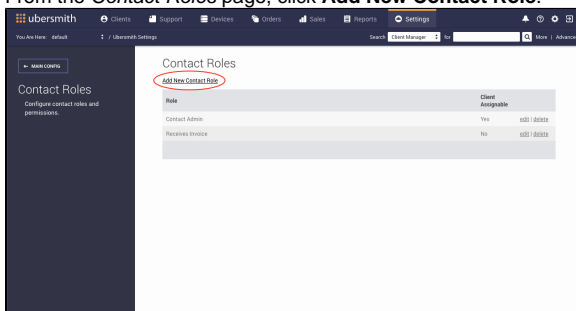 From the Contact Roles page, click Add New Contact Role.
ubersmith Clients Support Devices Orders Sales Reports Settings
You Are Here: default / Ubersmith Settings Search Client Manager for More | Advance
← MAIN CONFIG
Contact Roles
Configure contact roles and
permissions.
Contact Roles
Add New Contact Role
Role Client
Assignable
Contact Admin Yes edit | delete
Receives Invoice No edit | delete